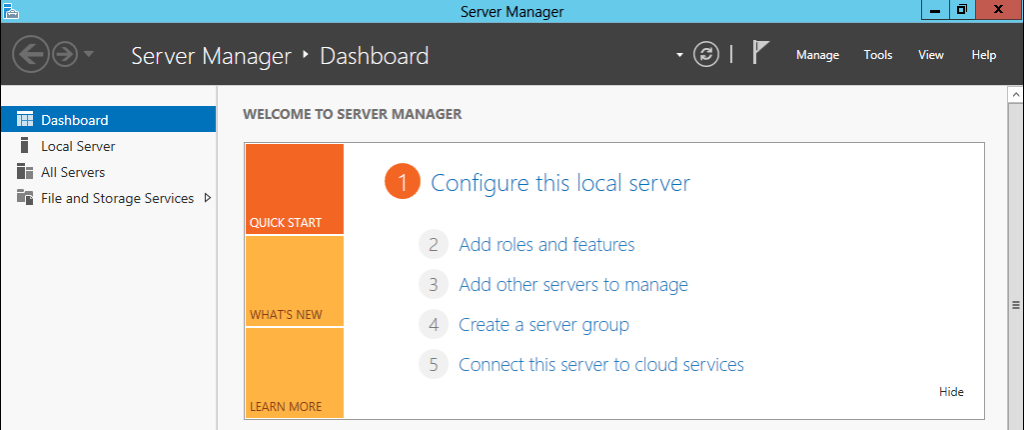 Server Manager
Server Manager ‣ Dashboard
Manage Tools View Help
Dashboard
Local Server
All Servers
File and Storage Services
WELCOME TO SERVER MANAGER
QUICK START
WHAT'S NEW
LEARN MORE
1 Configure this local server
2 Add roles and features
3 Add other servers to manage
4 Create a server group
5 Connect this server to cloud services
Hide